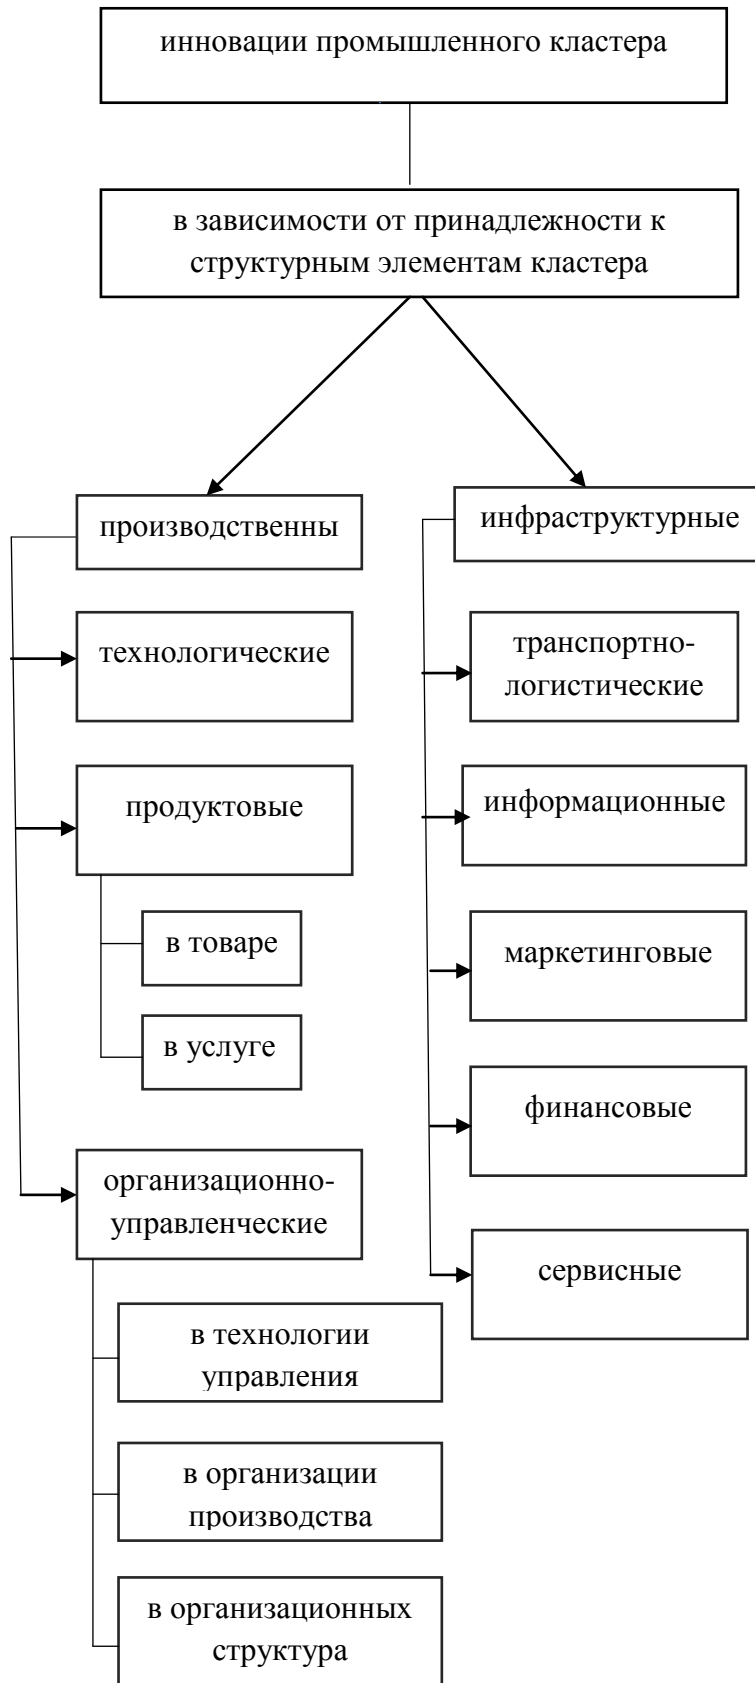 инновации промышленного кластера
в зависимости от принадлежности к
структурным элементам кластера
производственны
технологические
продуктовые
в товаре
в услуге
организационно-
управленческие
в технологии
управления
в организации
производства
в организационных
структура
инфраструктурные
транспортно-
логистические
информационные
маркетинговые
финансовые
сервисные